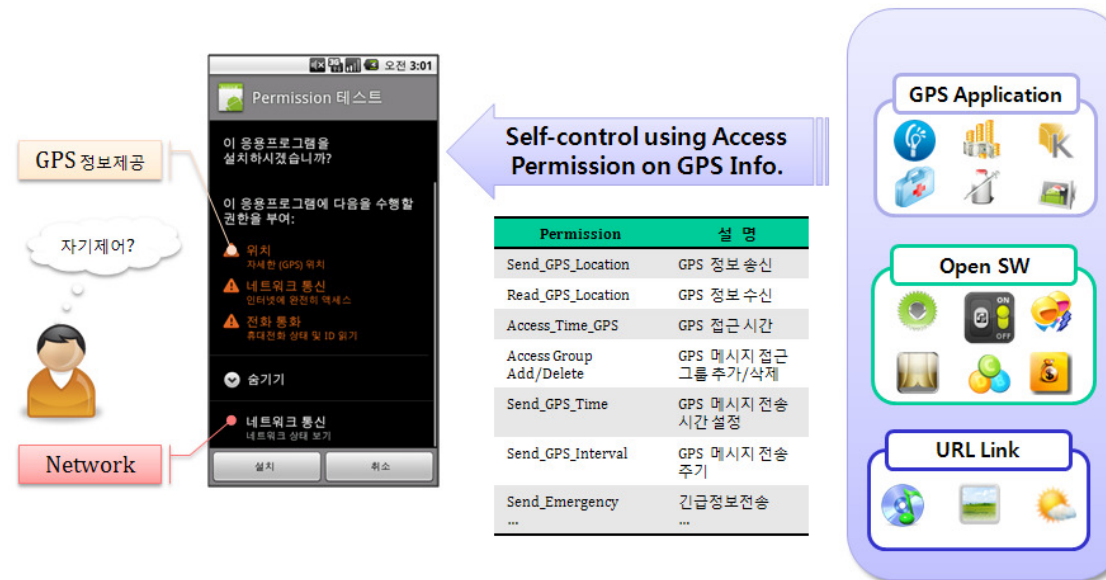 GPS 정보제공
자기제어?
Network
오전 3:01
Permission 테스트
이 응용프로그램을
설치하시겠습니까?
이 응용프로그램에 다음을 수행할
권한을 부여:
위치
자세한 (GPS) 위치
네트워크 통신
인터넷에 완전히 액세스
전화 통화
휴대전화 상태 및 ID 읽기
숨기기
네트워크 통신
네트워크 상태 보기
설치 취소
Self-control using Access
Permission on GPS Info.
Permission 설 명
Send_GPS_Location GPS 정보 송신
Read_GPS_Location GPS 정보 수신
Access_Time_GPS GPS 접근 시간
Access Group GPS 메시지 접근
Add/Delete 그룹 추가/삭제
Send_GPS_Time GPS 메시지 전송
시간 설정
Send_GPS_Interval GPS 메시지 전송
주기
Send_Emergency 긴급정보전송
... ...
GPS Application
K
Open SW
ON
OFF
$
URL Link